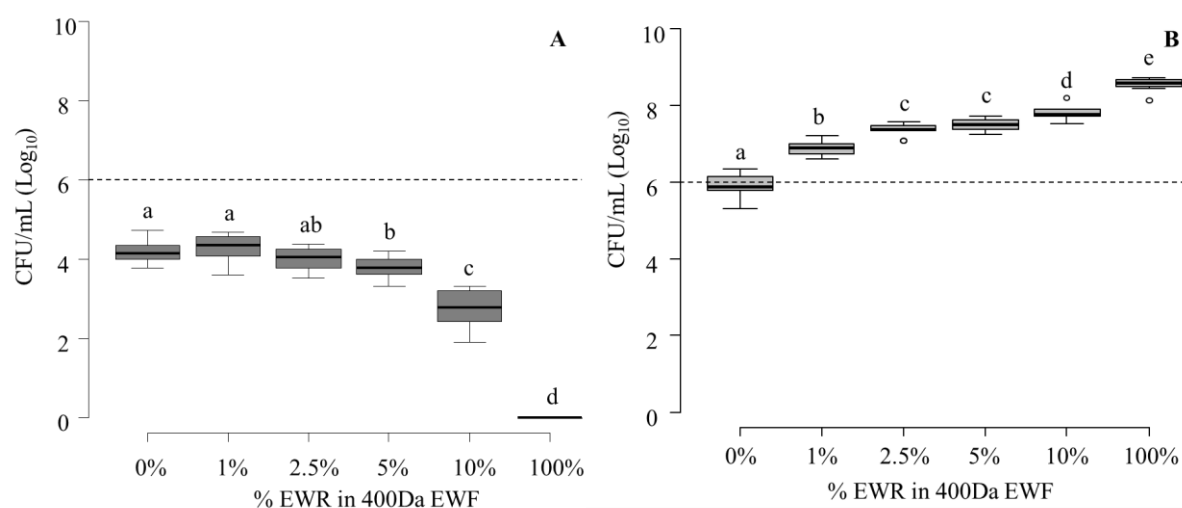 A
CFU/mL (Log10)
10
8
6
4
2
0
a
a
ab
b
c
d
0%
1%
2.5%
5%
10%
100%
% EWR in 400Da EWF
B
CFU/mL (Log10)
10
8
6
4
2
0
a
b
c
c
d
e
0%
1%
2.5%
5%
10%
100%
% EWR in 400Da EWF